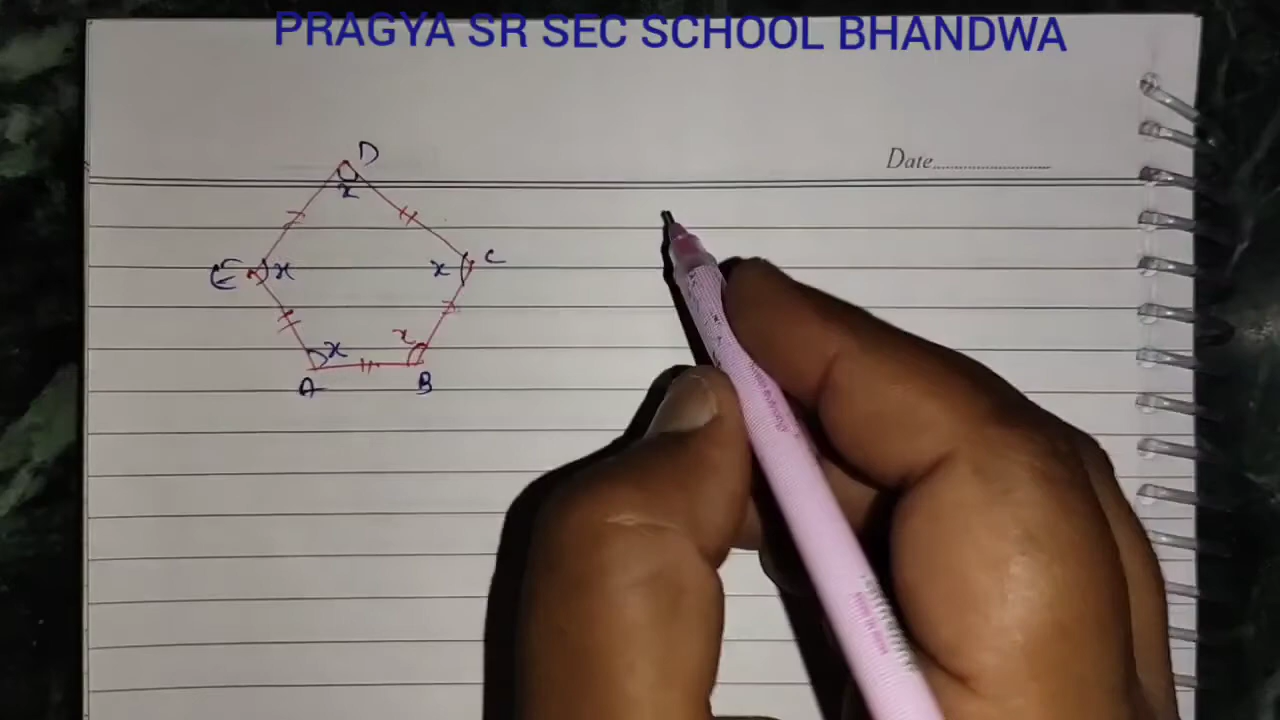 PRAGYA SR SEC SCHOOL BHANDWA
Date
D
x
E x x C
x x
A B